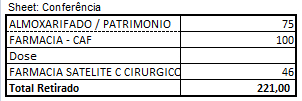 Sheet: Conferência
ALMOXARIFADO / PATRIMONIO 75
FARMACIA - CAF 100
Dose
FARMACIA SATELITE C CIRURGICO 46
Total Retirado 221,00